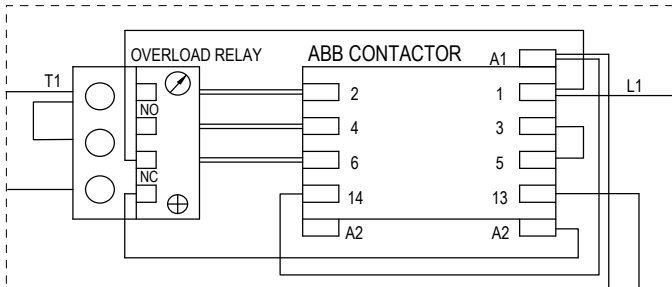 OVERLOAD RELAY
ABB CONTACTOR
A1
T1
L1
2
1
NO
4
3
6
5
NC
14
13
A2
A2